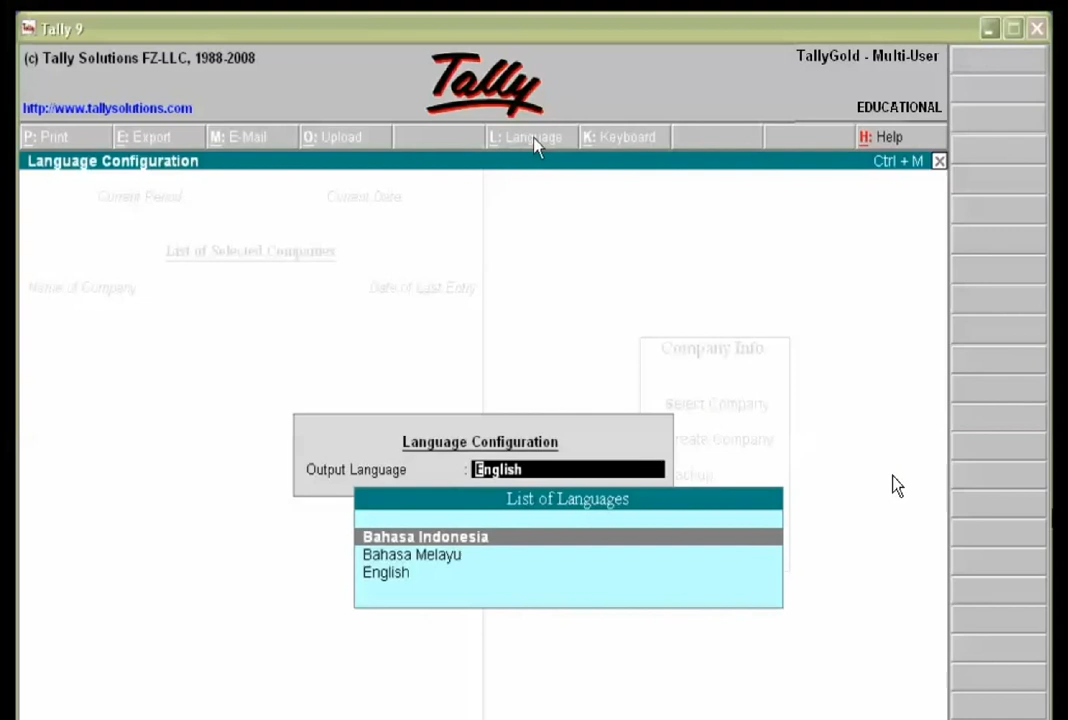 Tally 9
(c) Tally Solutions FZ-LLC, 1988-2008
Tally
TallyGold - Multi-User
http://www.tallysolutions.com
EDUCATIONAL
P: Print E: Export M: E-Mail O: Upload L: Language K: Keyboard H: Help
Language Configuration Ctrl + M
Current Period Current Date
List of Selected Companies
Name of Company Date of Last Entry
Company Info
Select Company
Create Company
Backup
Language Configuration
Output Language : English
List of Languages
Bahasa Indonesia
Bahasa Melayu
English